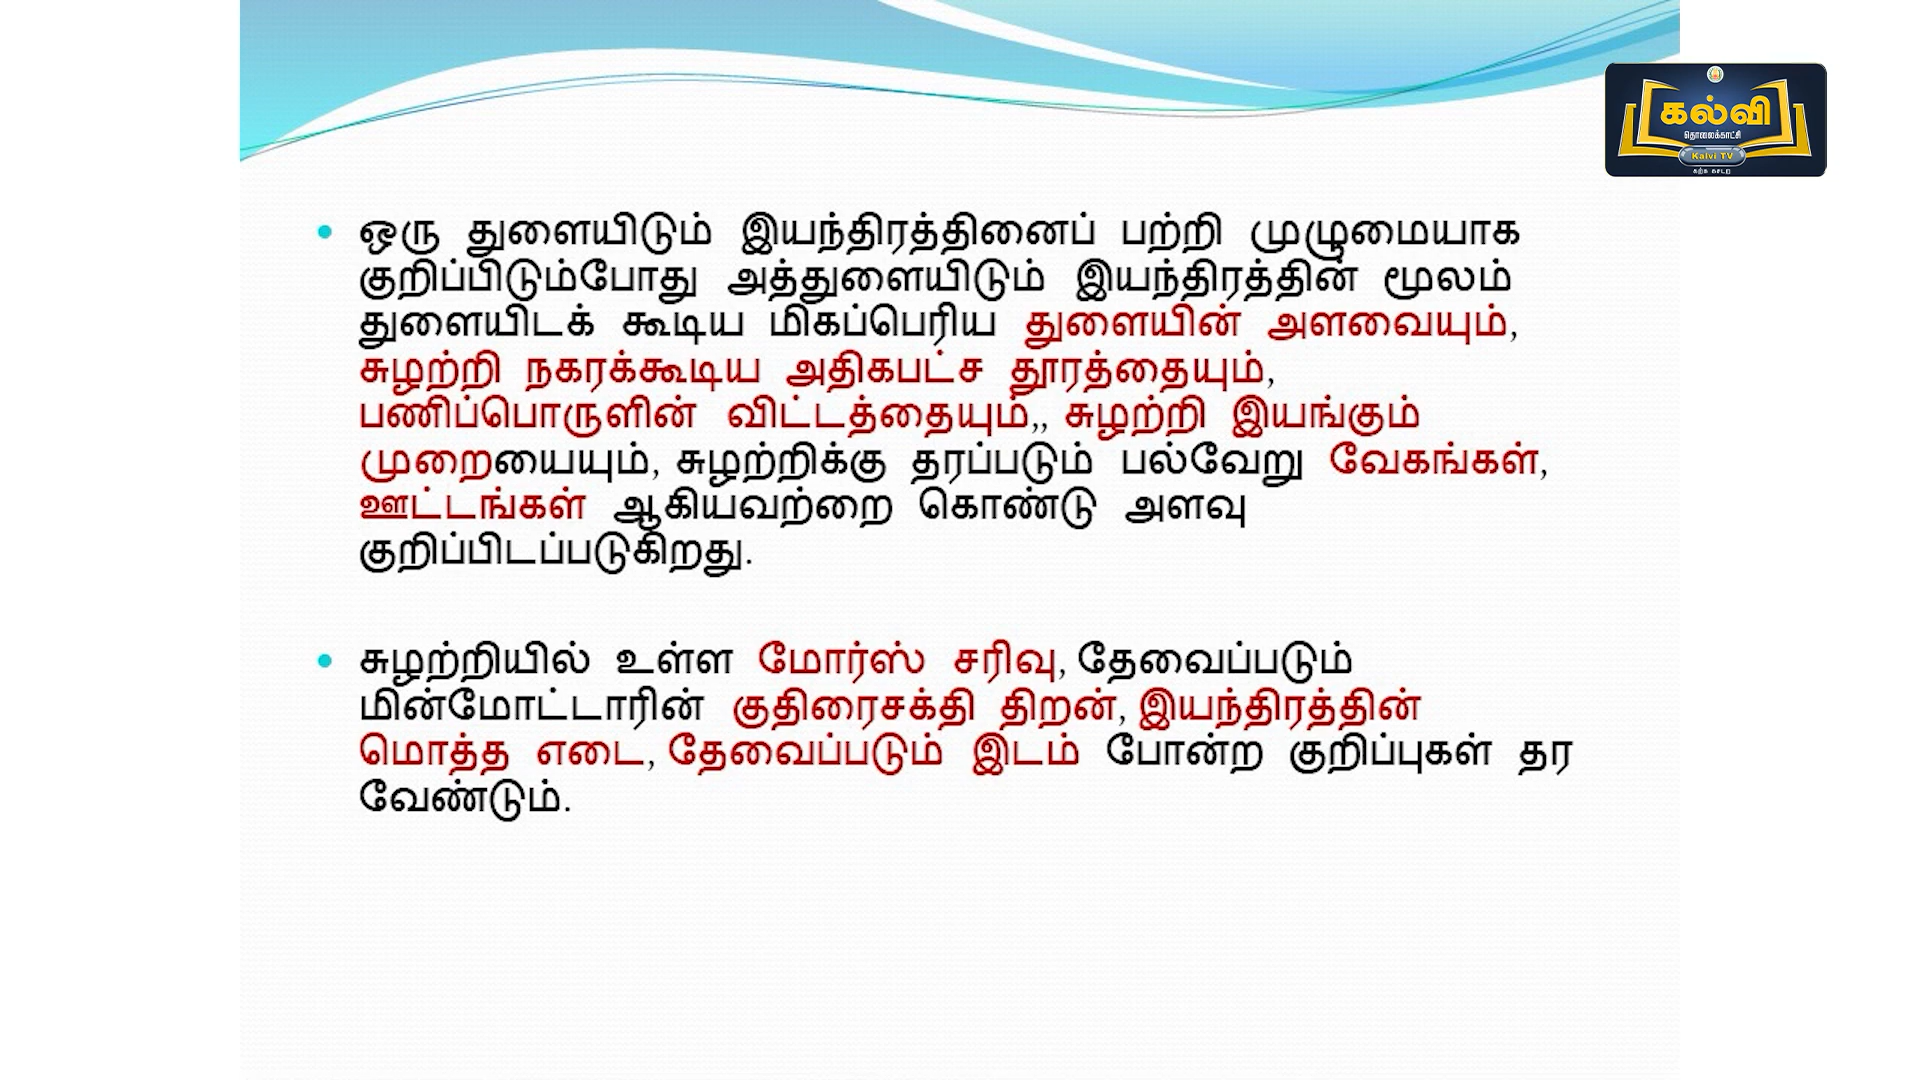 கல்வி
தொலைக்காட்சி
Kalvi TV
கற்க கசடற
ஒரு துளையிடும் இயந்திரத்தினைப் பற்றி முழுமையாக
குறிப்பிடும்போது அத்துளையிடும் இயந்திரத்தின் மூலம்
துளையிடக் கூடிய மிகப்பெரிய துளையின் அளவையும்,
சுழற்றி நகரக்கூடிய அதிகபட்ச தூரத்தையும்,
பணிப்பொருளின் விட்டத்தையும்,, சுழற்றி இயங்கும்
முறையையும், சுழற்றிக்கு தரப்படும் பல்வேறு வேகங்கள்,
ஊட்டங்கள் ஆகியவற்றை கொண்டு அளவு
குறிப்பிடப்படுகிறது.
சுழற்றியில் உள்ள மோர்ஸ் சரிவு, தேவைப்படும்
மின்மோட்டாரின் குதிரைசக்தி திறன், இயந்திரத்தின்
மொத்த எடை, தேவைப்படும் இடம் போன்ற குறிப்புகள் தர
வேண்டும்.